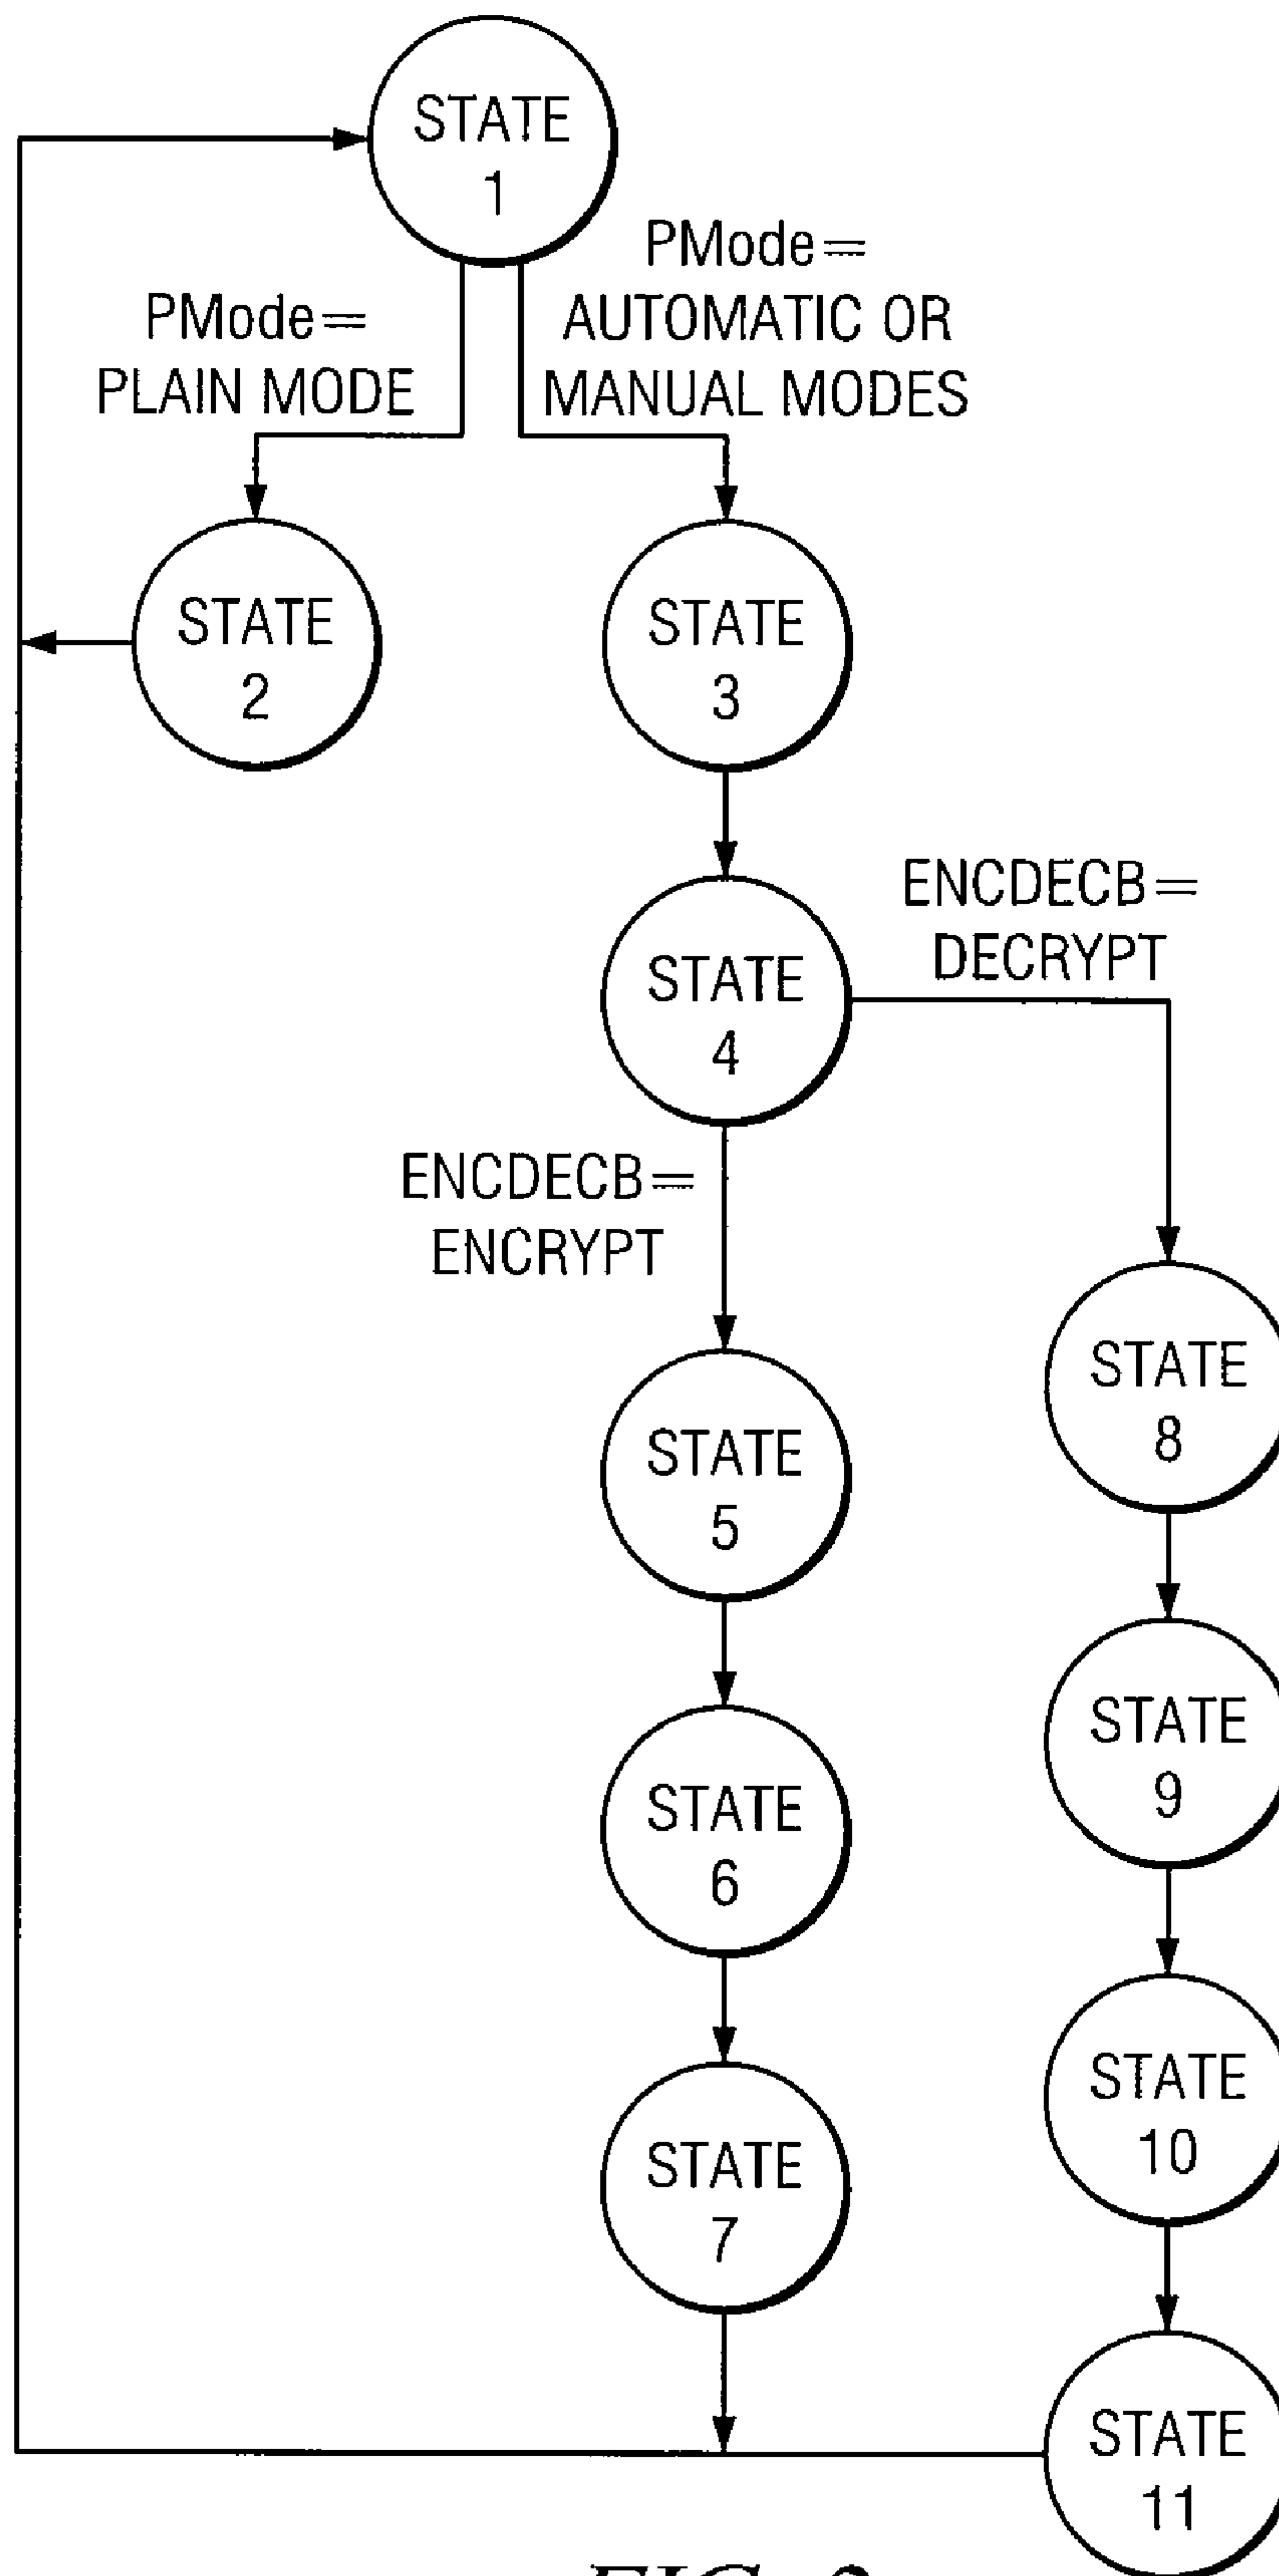 STATE
1
PMode=
PLAIN MODE
PMode=
AUTOMATIC OR
MANUAL MODES
STATE
2
STATE
3
STATE
4
ENCDECB=
DECRYPT
ENCDECB=
ENCRYPT
STATE
5
STATE
8
STATE
6
STATE
9
STATE
7
STATE
10
STATE
11